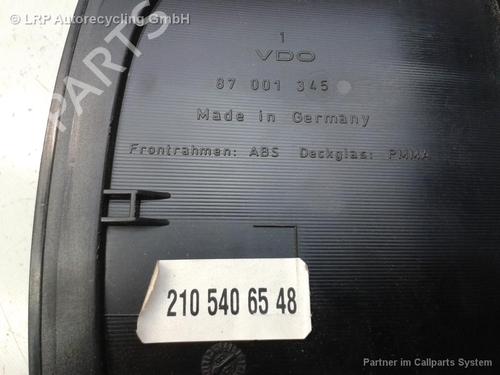 LRP Autorecycling GmbH
1
VDO
87 001 345
Made in Germany
Frontrahmen: ABS Deckglas: PMMA
210 540 65 48
Partner im Callparts System